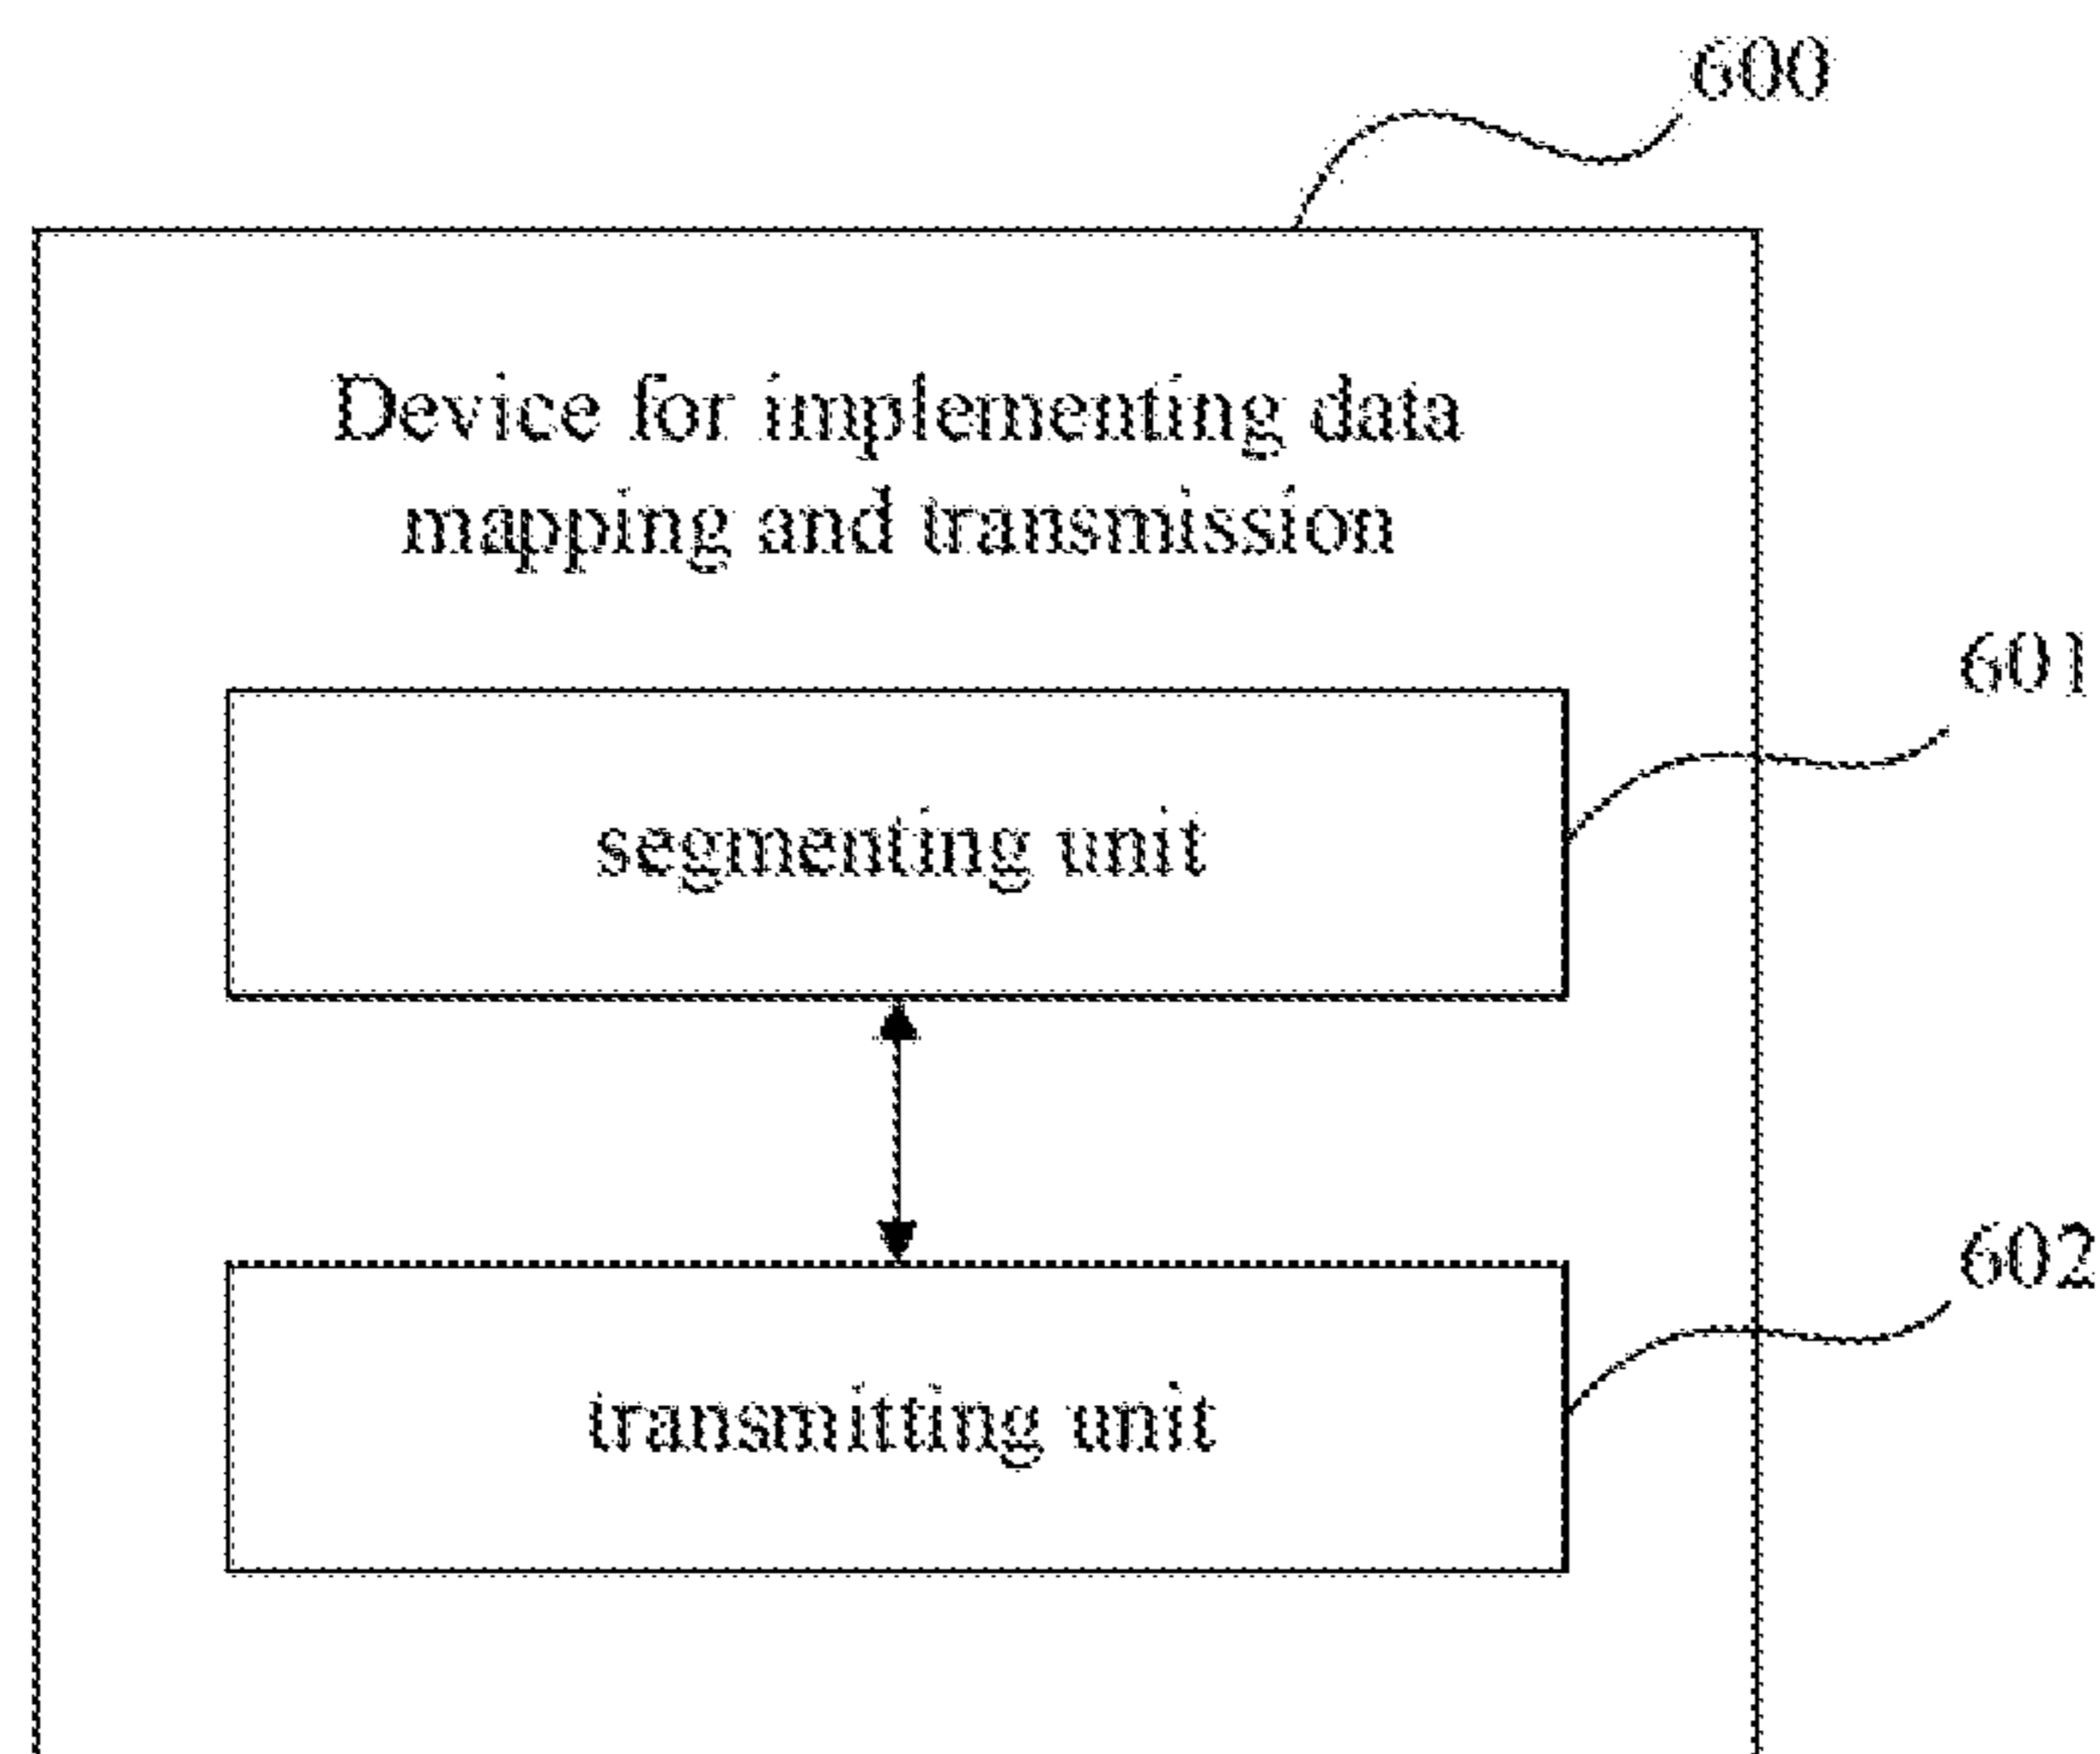 600
Device for implementing data
mapping and transmission
601
segmenting unit
602
transmitting unit